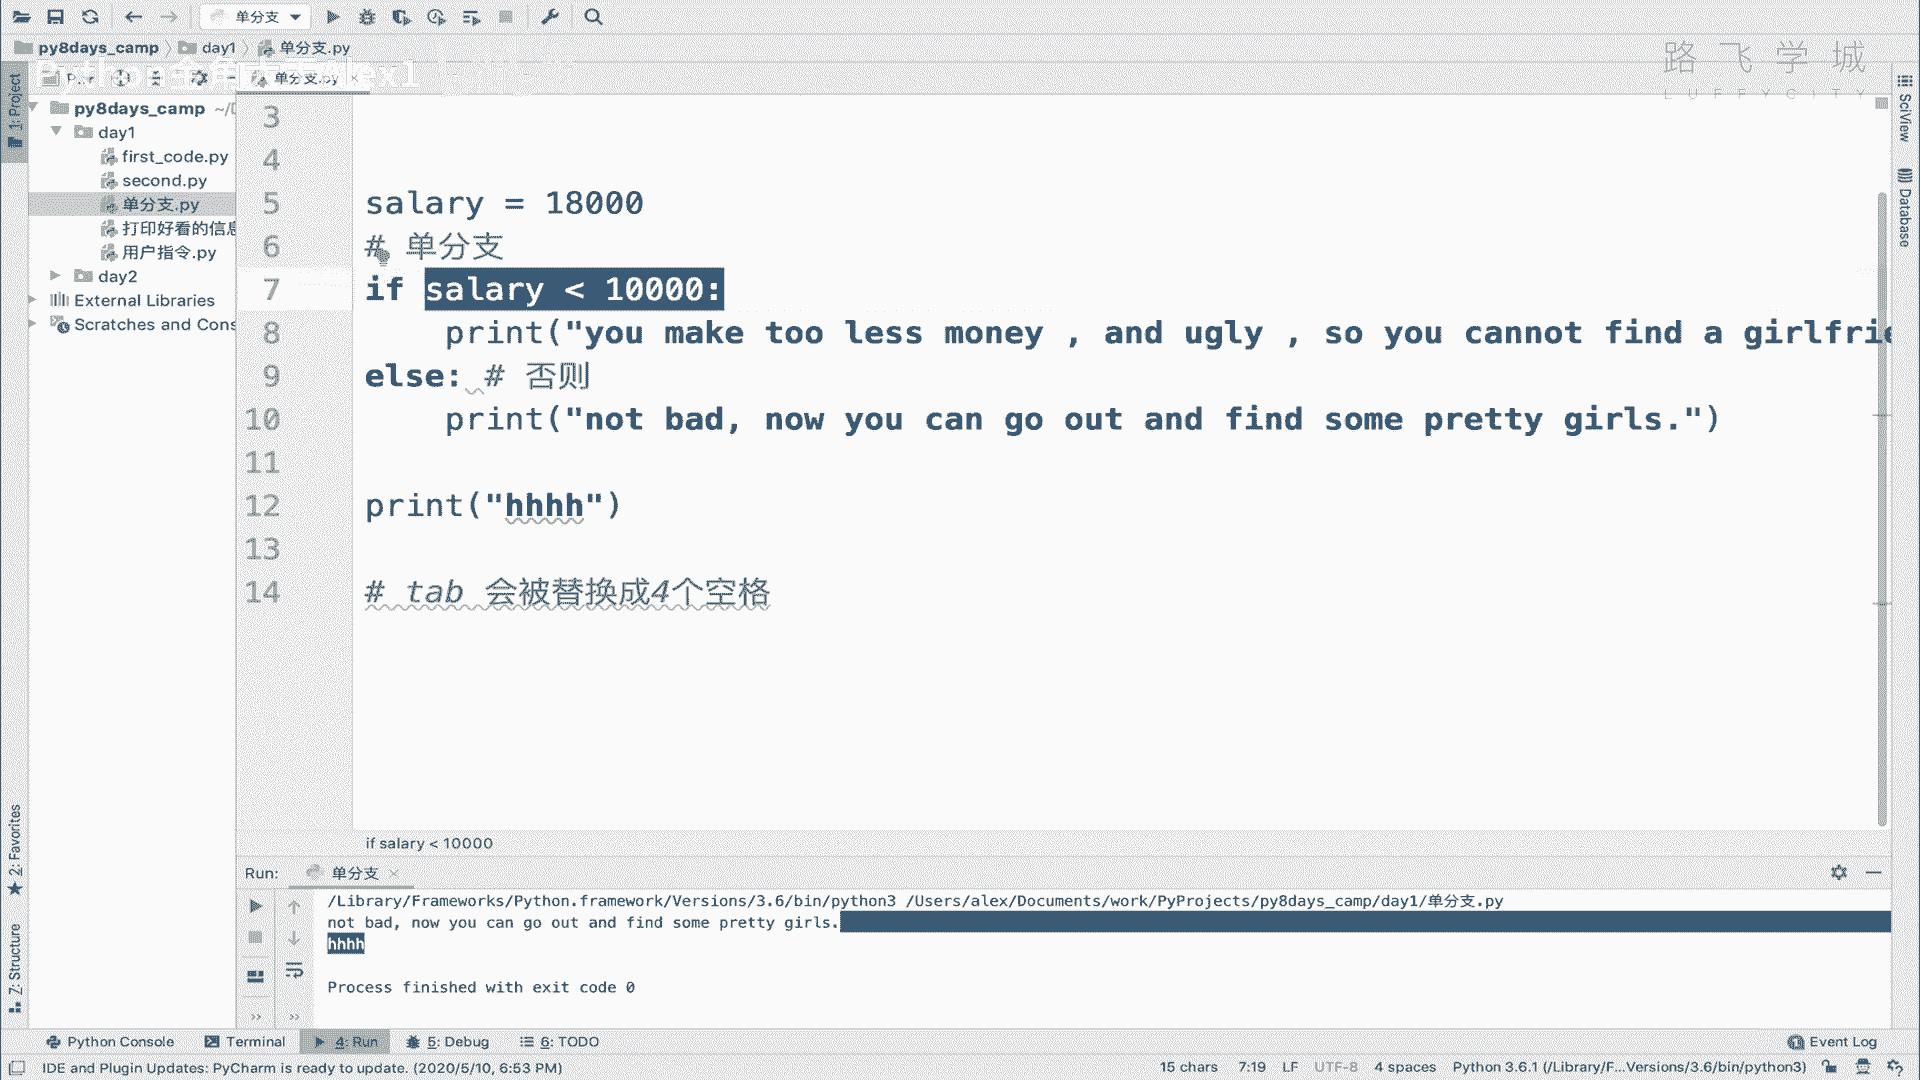 单分支
py8days_camp
day1
单分支.py
路飞学城
LUFFYCITY
单分支.py
1: Project
py8days_camp
day1
first_code.py
second.py
单分支.py
打印好看的信息
用户指令.py
day2
External Libraries
Scratches and Cons
SciView
Database
3
4
5 salary = 18000
6 # 单分支
7 if salary < 10000:
8 print("you make too less money , and ugly , so you cannot find a girlfrie
9 else: # 否则
10 print("not bad, now you can go out and find some pretty girls.")
11
12 print("hhhh")
13
14 # tab 会被替换成4个空格
if salary < 10000
2: Favorites
Z: Structure
Run: 单分支
/Library/Frameworks/Python.framework/Versions/3.6/bin/python3 /Users/alex/Documents/work/PyProjects/py8days_camp/day1/单分支.py
not bad, now you can go out and find some pretty girls.
hhhh
Process finished with exit code 0
Python Console
Terminal
4: Run
5: Debug
6: TODO
Event Log
IDE and Plugin Updates: PyCharm is ready to update. (2020/5/10, 6:53 PM)
15 chars
7:19
LF
UTF-8
4 spaces
Python 3.6.1 (/Library/F...Versions/3.6/bin/python3)